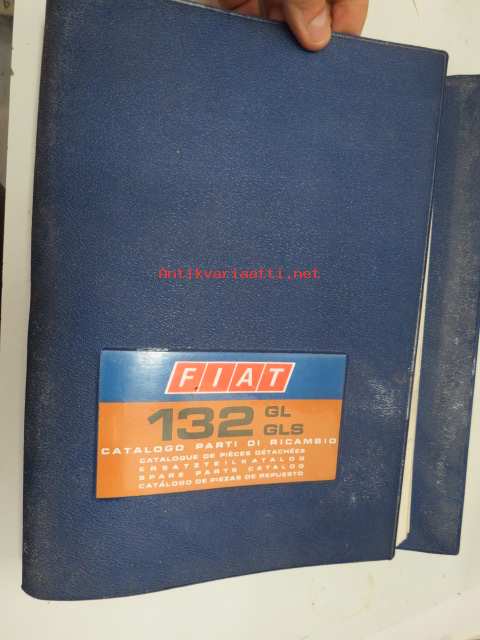 Antikvariaatti.net
FIAT
132 GL
GLS
CATALOGO PARTI DI RICAMBIO
CATALOGUE DE PIÈCES DÉTACHÉES
ERSATZTEILKATALOG
SPARE PARTS CATALOG
CATÁLOGO DE PIEZAS DE REPUESTO